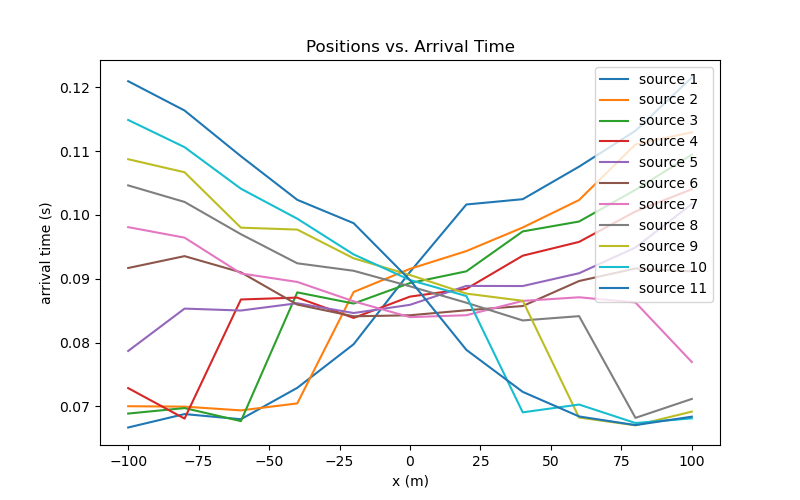 Positions vs. Arrival Time
arrival time (s)
0.12
0.11
0.10
0.09
0.08
0.07
source 1
source 2
source 3
source 4
source 5
source 6
source 7
source 8
source 9
source 10
source 11
−100 −75 −50 −25 0 25 50 75 100
x (m)